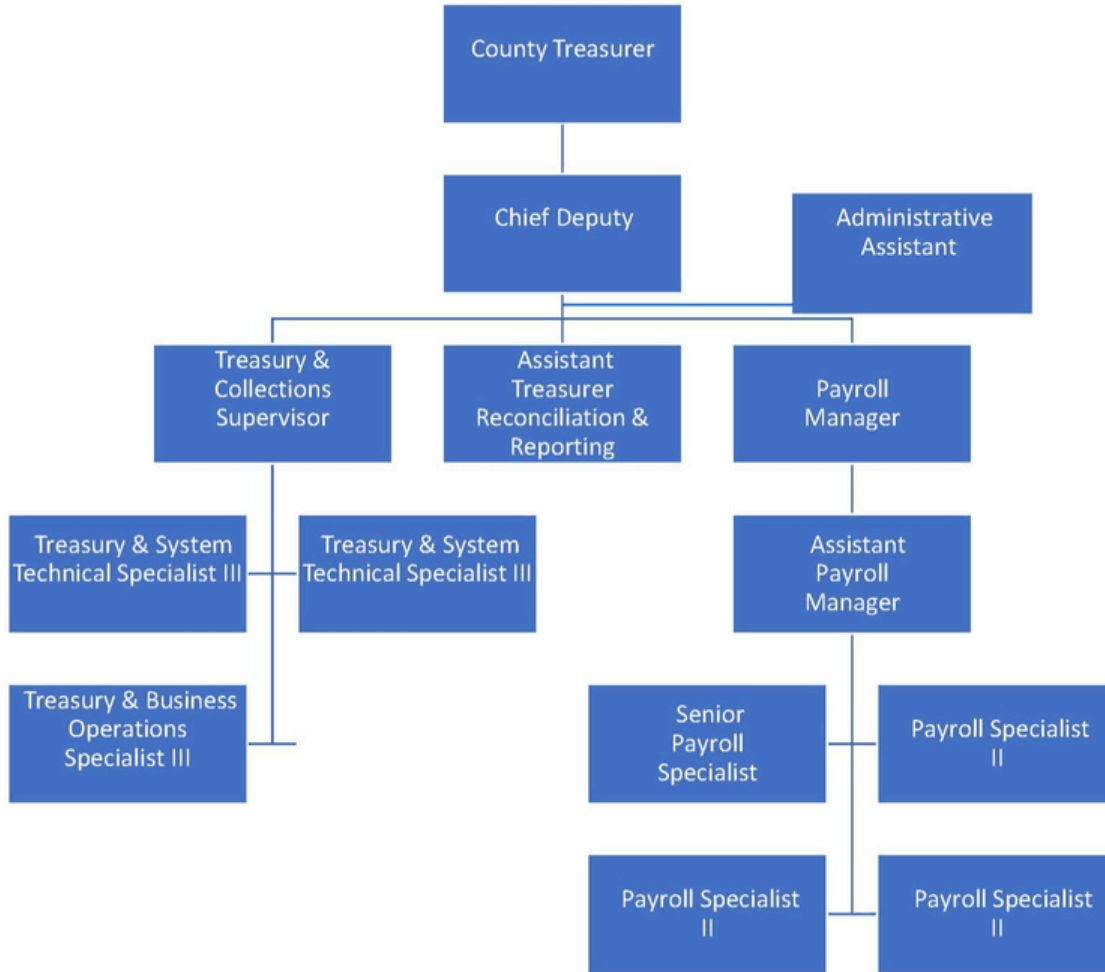 County Treasurer
Chief Deputy
Administrative
Assistant
Treasury &
Collections
Supervisor
Assistant
Treasurer
Reconciliation &
Reporting
Payroll
Manager
Treasury & System
Technical Specialist III
Treasury & System
Technical Specialist III
Assistant
Payroll
Manager
Treasury & Business
Operations
Specialist III
Senior
Payroll
Specialist
Payroll Specialist
II
Payroll Specialist
II
Payroll Specialist
II